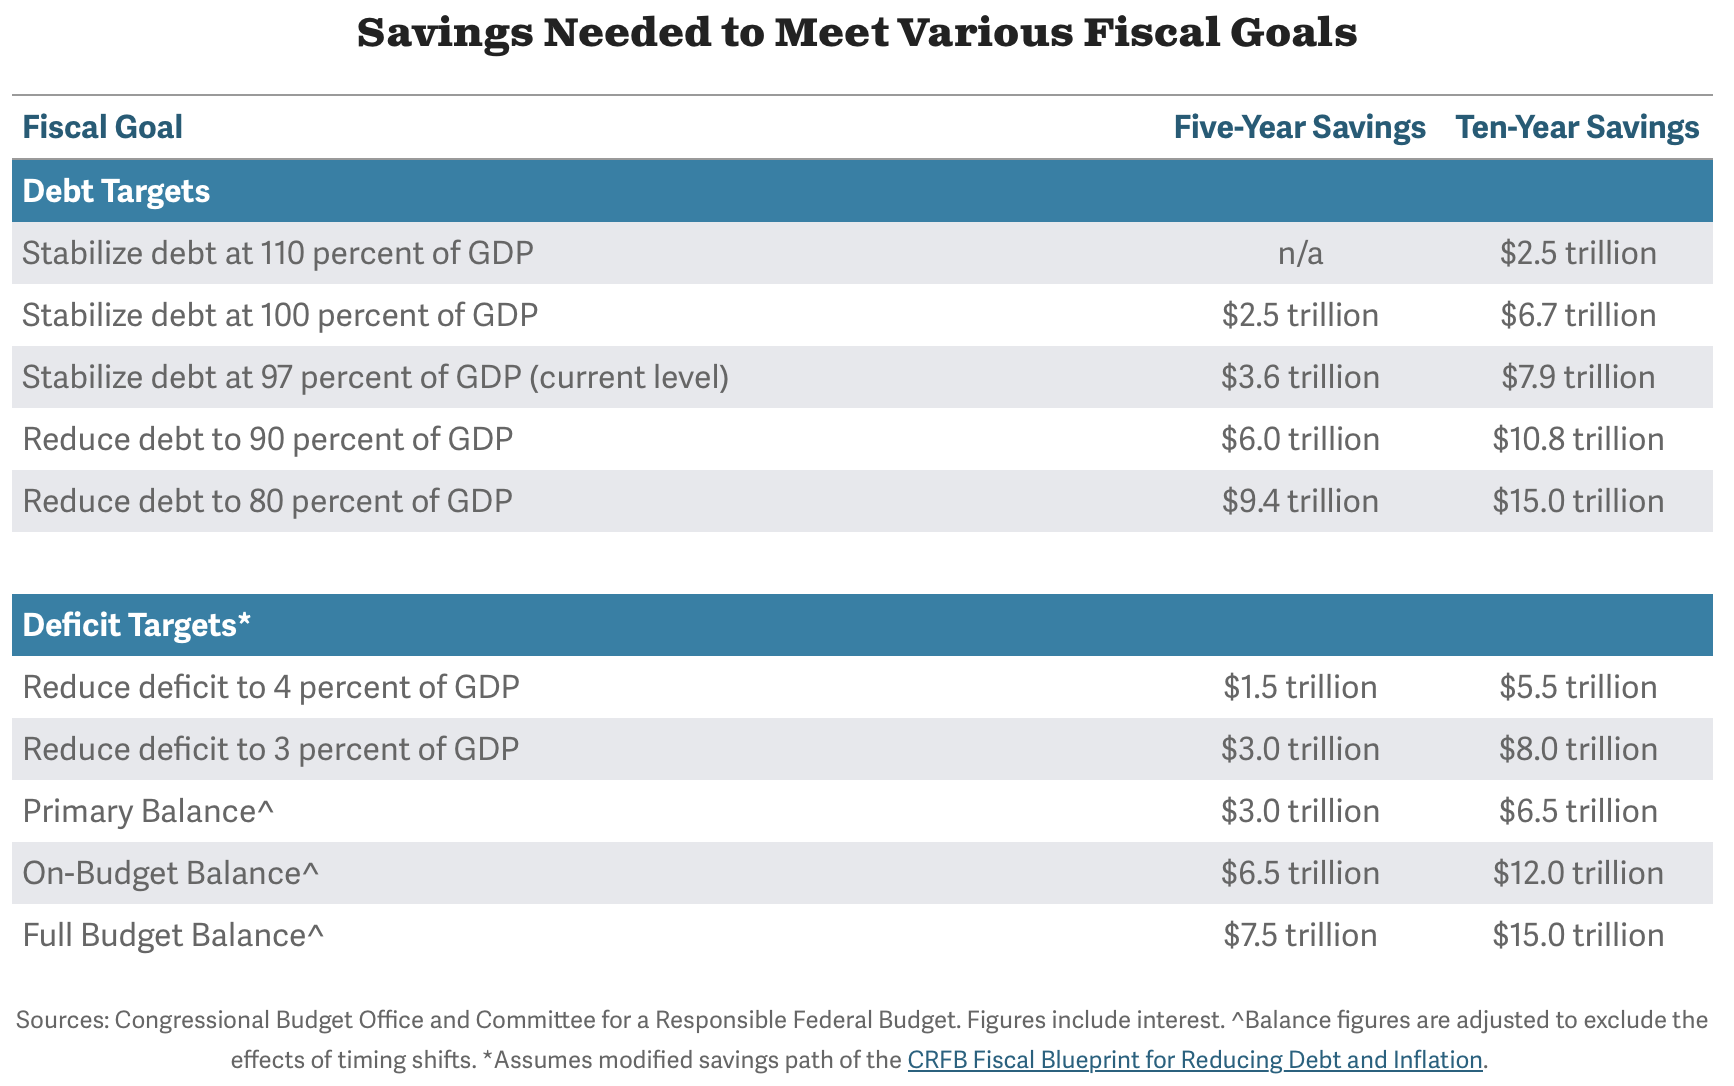 Savings Needed to Meet Various Fiscal Goals
Fiscal Goal Five-Year Savings Ten-Year Savings
Debt Targets
Stabilize debt at 110 percent of GDP n/a $2.5 trillion
Stabilize debt at 100 percent of GDP $2.5 trillion $6.7 trillion
Stabilize debt at 97 percent of GDP (current level) $3.6 trillion $7.9 trillion
Reduce debt to 90 percent of GDP $6.0 trillion $10.8 trillion
Reduce debt to 80 percent of GDP $9.4 trillion $15.0 trillion
Deficit Targets*
Reduce deficit to 4 percent of GDP $1.5 trillion $5.5 trillion
Reduce deficit to 3 percent of GDP $3.0 trillion $8.0 trillion
Primary Balance^ $3.0 trillion $6.5 trillion
On-Budget Balance^ $6.5 trillion $12.0 trillion
Full Budget Balance^ $7.5 trillion $15.0 trillion
Sources: Congressional Budget Office and Committee for a Responsible Federal Budget. Figures include interest. ^Balance figures are adjusted to exclude the
effects of timing shifts. *Assumes modified savings path of the CRFB Fiscal Blueprint for Reducing Debt and Inflation.